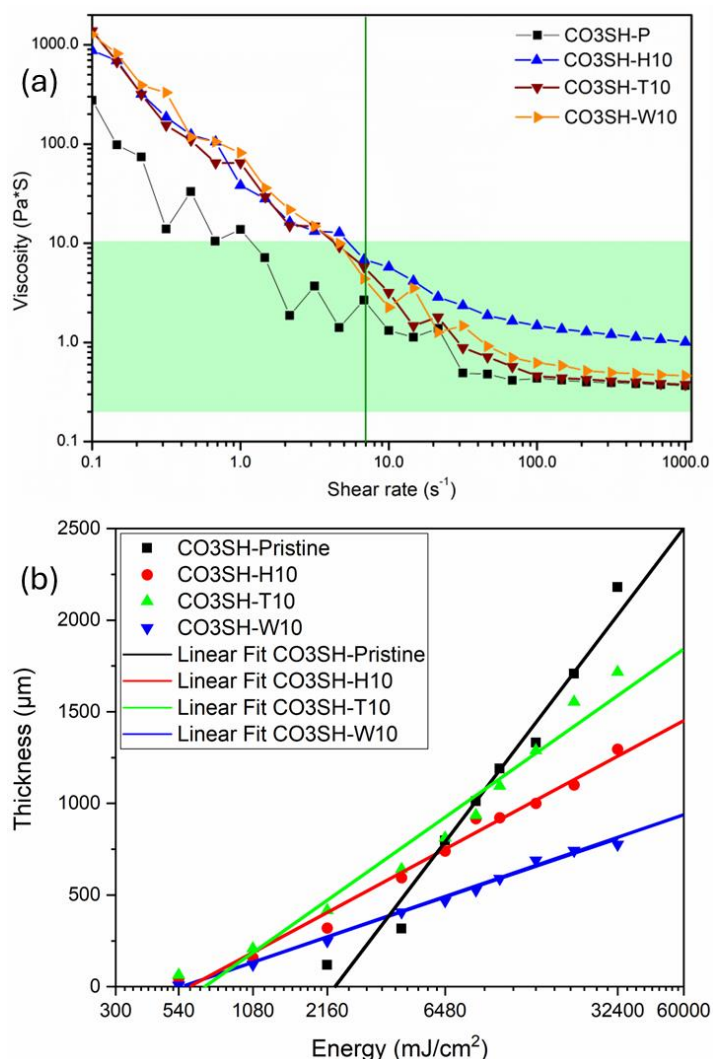 (a)
CO3SH-P
CO3SH-H10
CO3SH-T10
CO3SH-W10
1000.0
100.0
10.0
1.0
0.1
Viscosity (Pa*S)
0.1 1.0 10.0 100.0 1000.0
Shear rate (s⁻¹)
(b)
CO3SH-Pristine
CO3SH-H10
CO3SH-T10
CO3SH-W10
Linear Fit CO3SH-Pristine
Linear Fit CO3SH-H10
Linear Fit CO3SH-T10
Linear Fit CO3SH-W10
2500
2000
1500
1000
500
0
Thickness (µm)
300 540 1080 2160 6480 32400 60000
Energy (mJ/cm²)